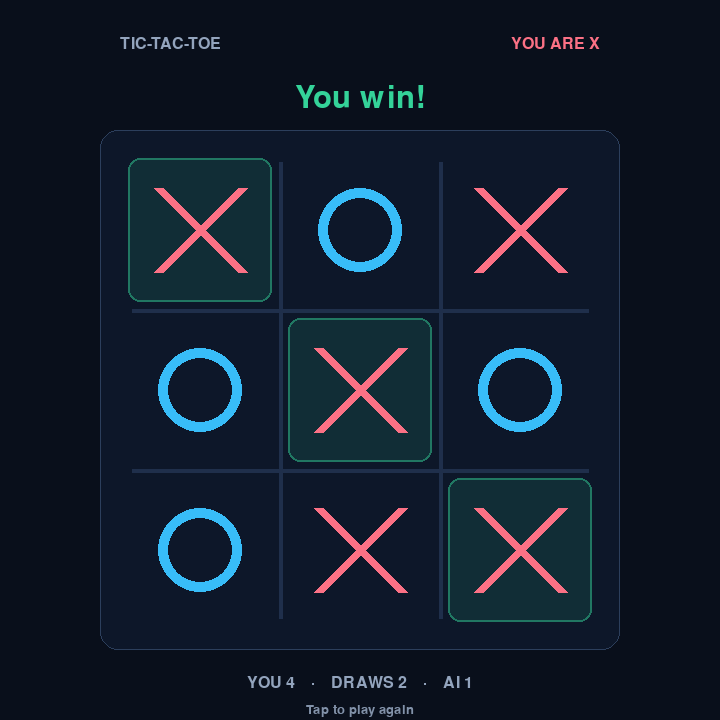 TIC-TAC-TOE YOU ARE X
You win!
X O X
O X O
O X X
YOU 4 · DRAWS 2 · AI 1
Tap to play again